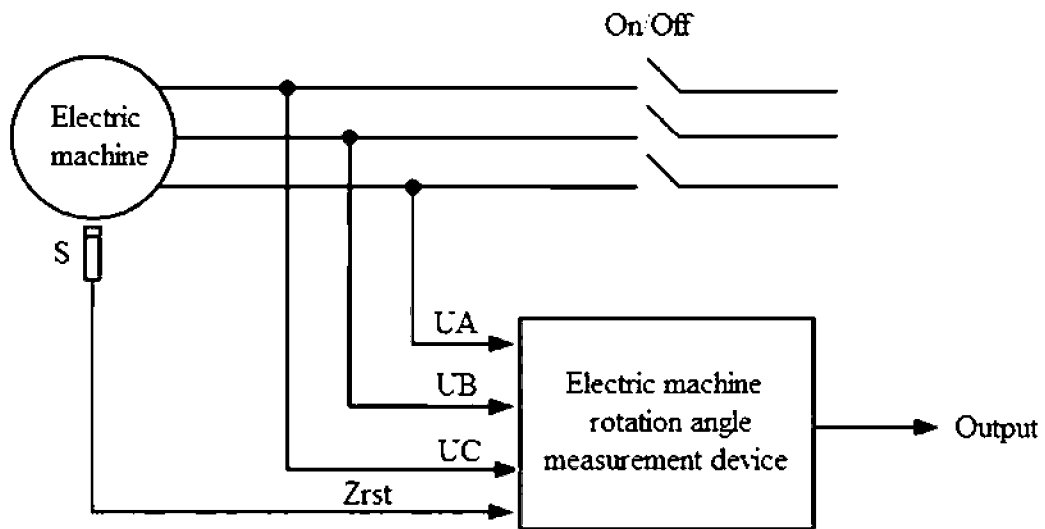 On/Off
Electric
machine
S
UA
UB
UC
Zrst
Electric machine
rotation angle
measurement device
Output